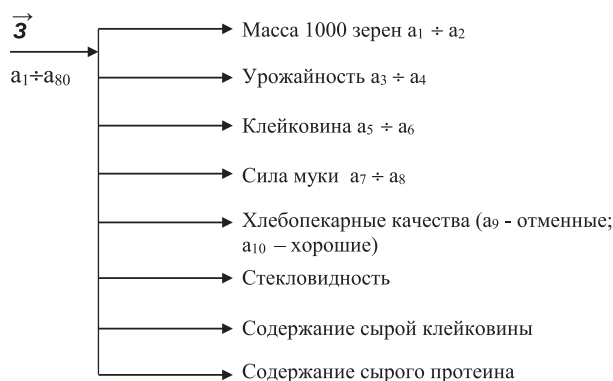 З
a₁÷a₈₀
Масса 1000 зерен a₁ ÷ a₂
Урожайность a₃ ÷ a₄
Клейковина a₅ ÷ a₆
Сила муки a₇ ÷ a₈
Хлебопекарные качества (a₉ - отменные;
a₁₀ – хорошие)
Стекловидность
Содержание сырой клейковины
Содержание сырого протеина